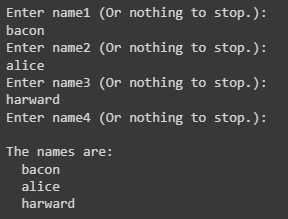 Enter name1 (Or nothing to stop.):
bacon
Enter name2 (Or nothing to stop.):
alice
Enter name3 (Or nothing to stop.):
harward
Enter name4 (Or nothing to stop.):

The names are:
  bacon
  alice
  harward